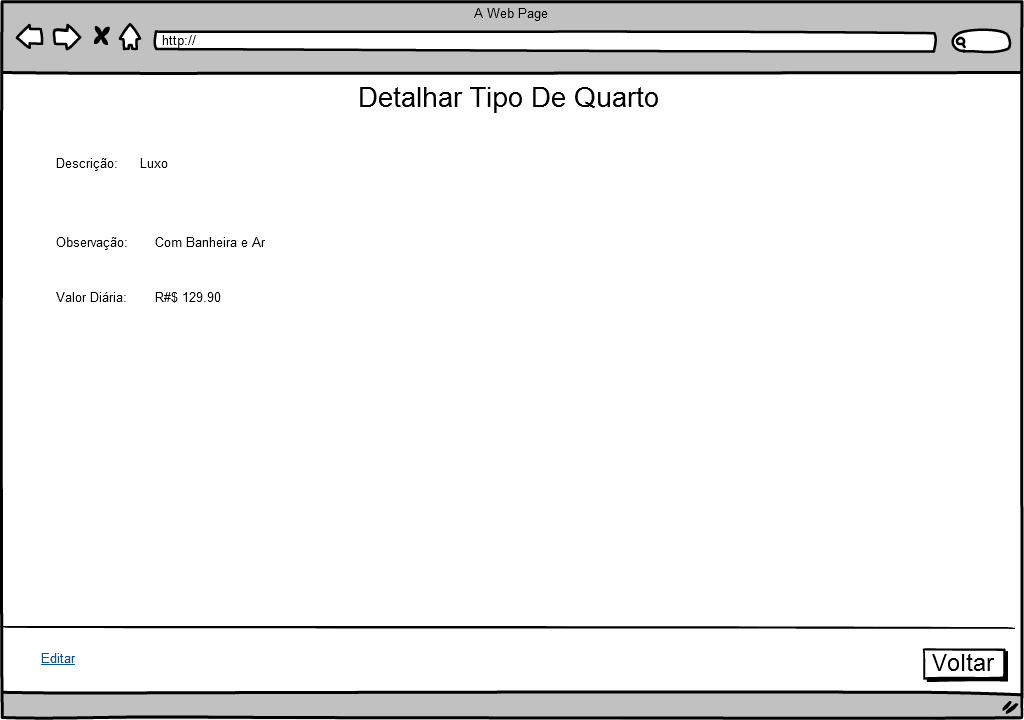 A Web Page
http://
Detalhar Tipo De Quarto
Descrição: Luxo
Observação: Com Banheira e Ar
Valor Diária: R#$ 129.90
Editar
Voltar